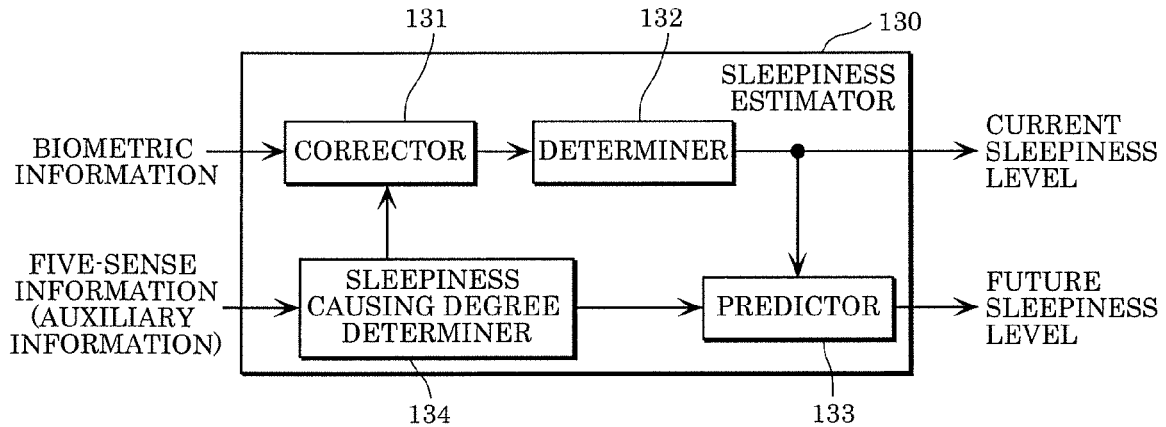 131
132
130
SLEEPINESS
ESTIMATOR
BIOMETRIC
INFORMATION
CORRECTOR
DETERMINER
CURRENT
SLEEPINESS
LEVEL
FIVE-SENSE
INFORMATION
(AUXILIARY
INFORMATION)
SLEEPINESS
CAUSING DEGREE
DETERMINER
PREDICTOR
FUTURE
SLEEPINESS
LEVEL
134
133